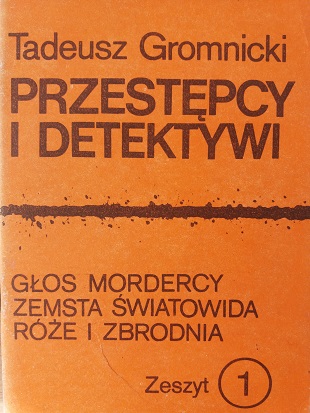 Tadeusz Gromnicki
PRZESTĘPCY
I DETEKTYWI
GŁOS MORDERCY
ZEMSTA ŚWIATOWIDA
RÓŻE I ZBRODNIA
Zeszyt 1